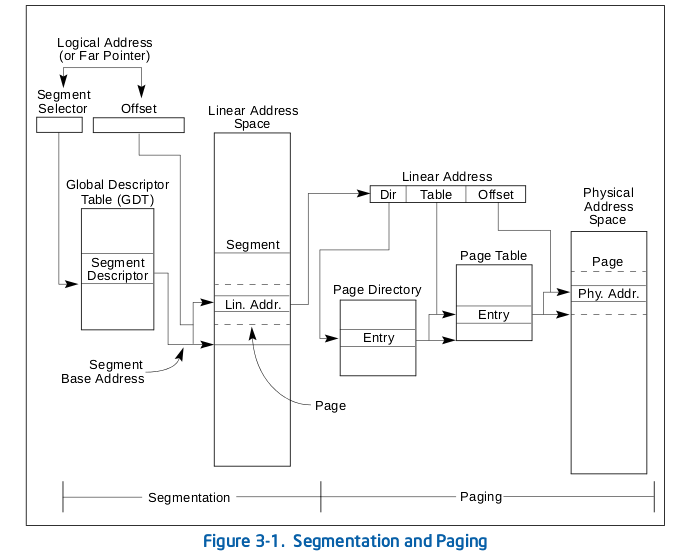 Logical Address
(or Far Pointer)
Segment
Selector
Offset
Global Descriptor
Table (GDT)
Segment
Descriptor
Segment
Base Address
Linear Address
Space
Segment
Lin. Addr.
Page
Linear Address
Dir
Table
Offset
Page Directory
Entry
Page Table
Entry
Physical
Address
Space
Page
Phy. Addr.
Segmentation
Paging
Figure 3-1. Segmentation and Paging